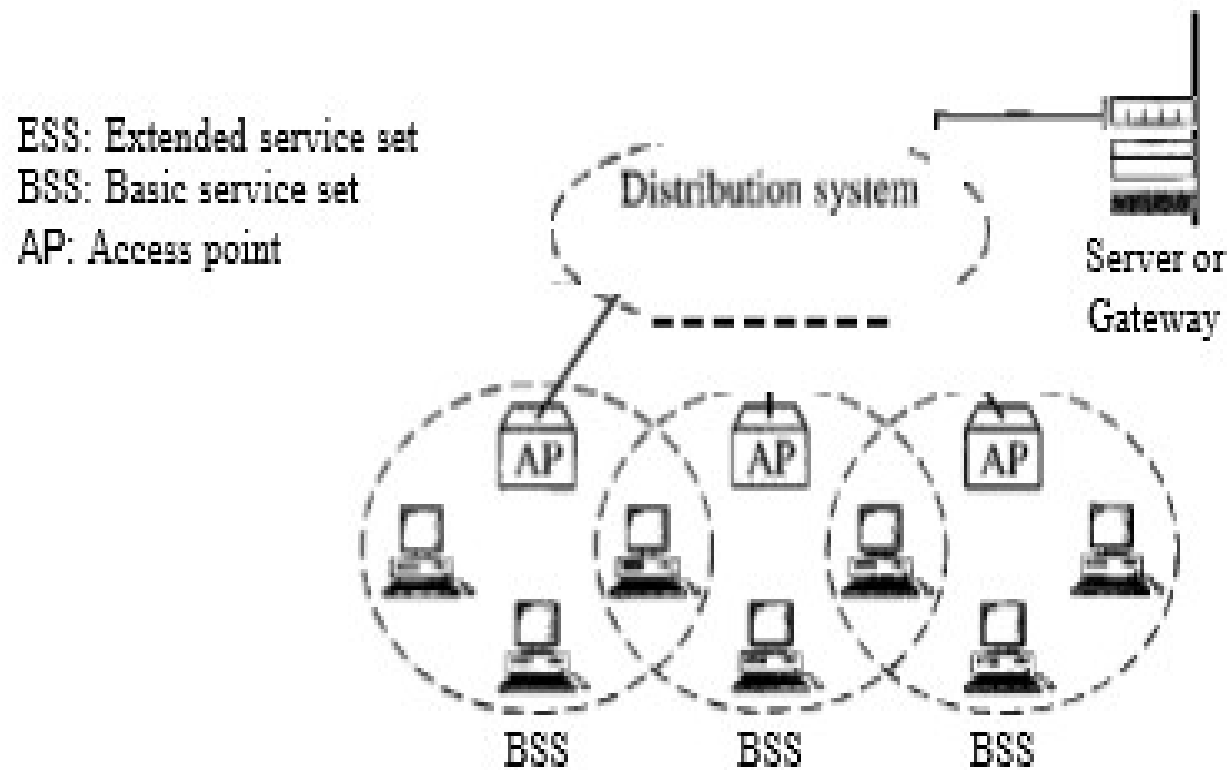 ESS: Extended service set
BSS: Basic service set
AP: Access point
Distribution system
Server or
Gateway
AP
AP
AP
BSS
BSS
BSS